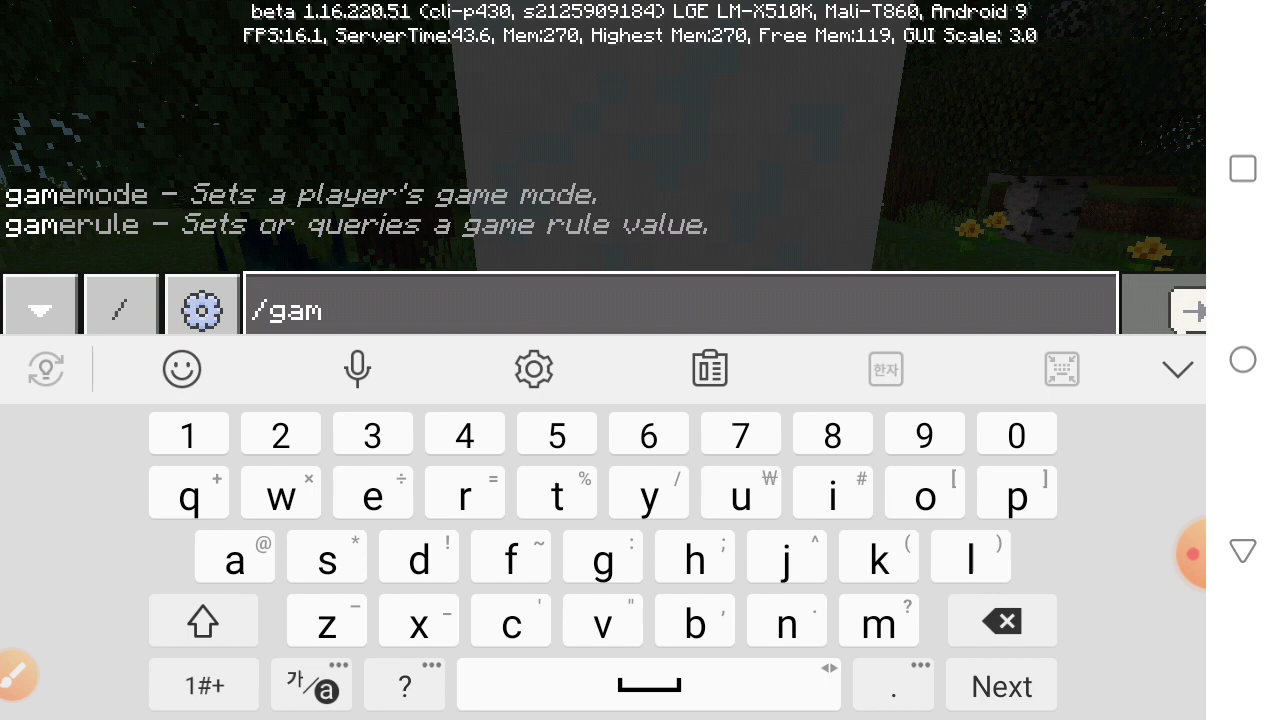 beta 1.16.220.51 (cli-p430, s2125909184) LGE LM-X510K, Mali-T860, Android 9
FPS:16.1, ServerTime:43.6, Mem:270, Highest Mem:270, Free Mem:119, GUI Scale: 3.0
gamemode - Sets a player's game mode.
gamerule - Sets or queries a game rule value.
/ /gam
한자
1 2 3 4 5 6 7 8 9 0
q + w × e ÷ r = t % y / u ₩ i # o [ p ]
a @ s * d ! f ~ g : h ; j ^ k ( l )
z – x - c ' v " b , n . m ?
1#+ 가/a ? . Next